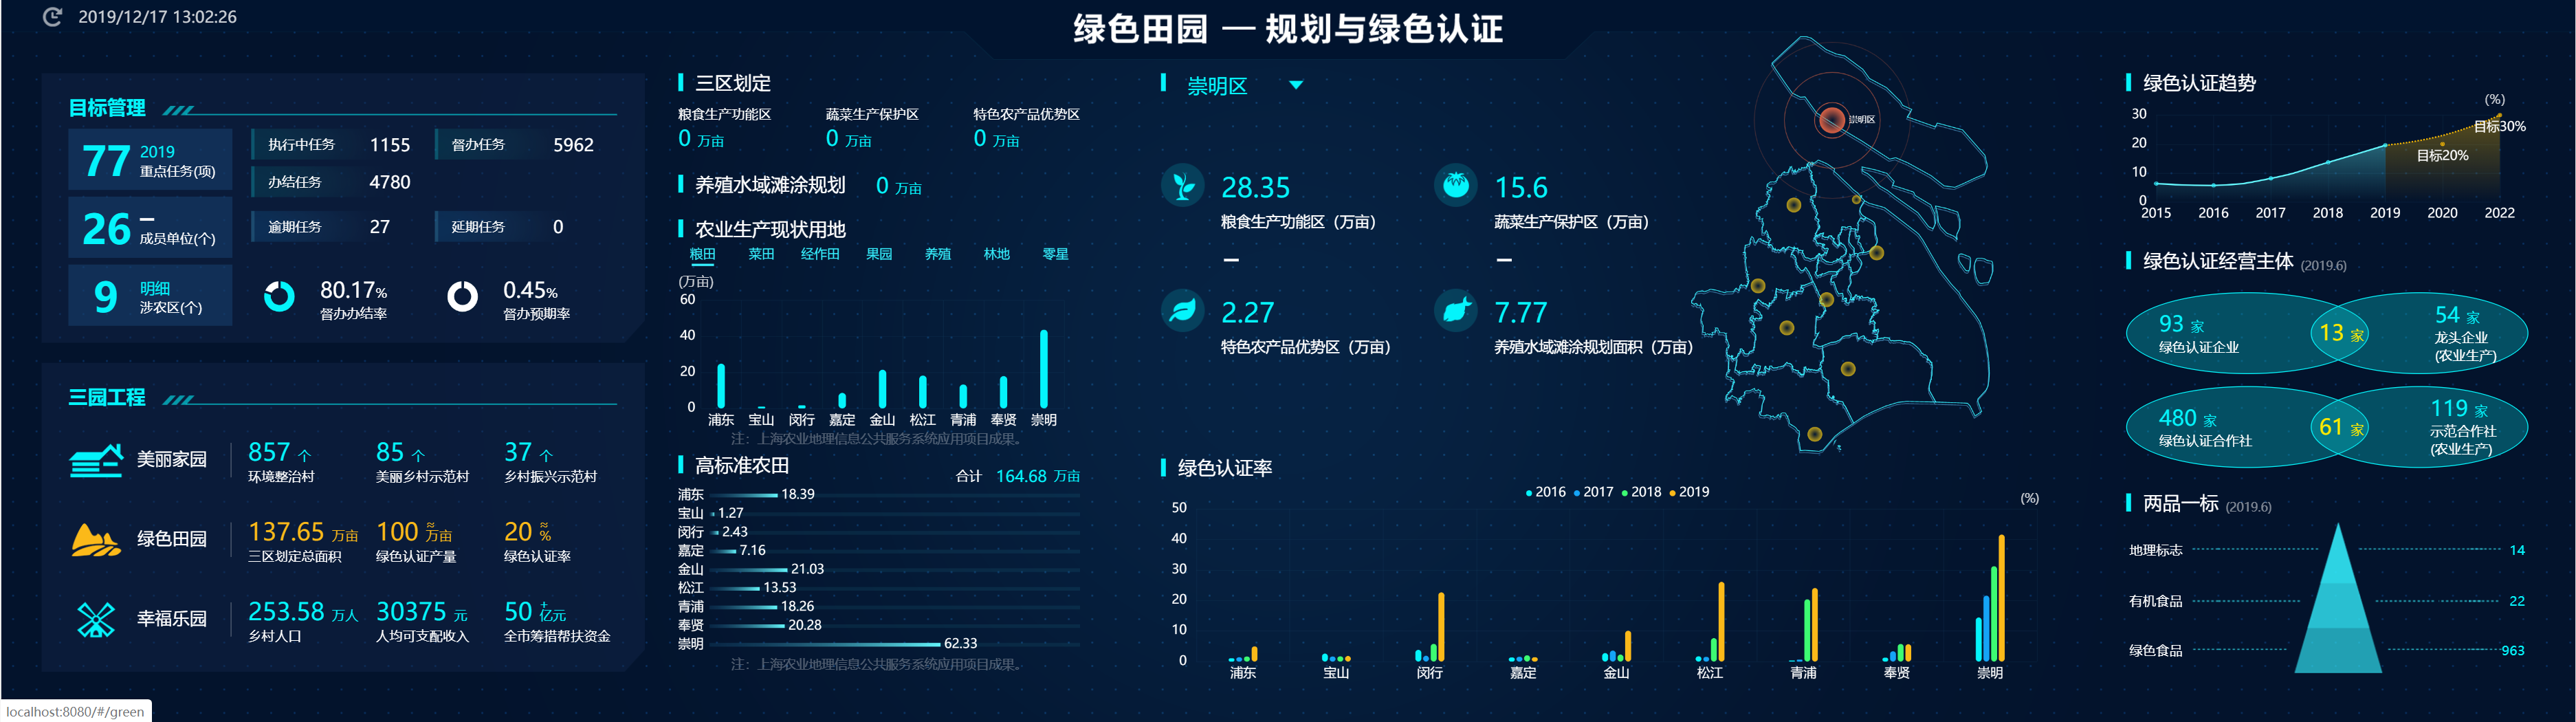 2019/12/17 13:02:26
绿色田园 — 规划与绿色认证
目标管理
77 2019
重点任务(项)
执行中任务 1155 督办任务 5962
办结任务 4780
26 –
成员单位(个)
逾期任务 27 延期任务 0
9 明细
涉农区(个)
80.17%
督办办结率
0.45%
督办预期率
三园工程
美丽家园
857 个 85 个 37 个
环境整治村 美丽乡村示范村 乡村振兴示范村
绿色田园
137.65 万亩 100 ≈万亩 20 ≈%
三区划定总面积 绿色认证产量 绿色认证率
幸福乐园
253.58 万人 30375 元 50 +亿元
乡村人口 人均可支配收入 全市筹措帮扶资金
三区划定
粮食生产功能区 蔬菜生产保护区 特色农产品优势区
0 万亩 0 万亩 0 万亩
养殖水域滩涂规划 0 万亩
农业生产现状用地
粮田 菜田 经作田 果园 养殖 林地 零星
(万亩)
60
40
20
0
浦东 宝山 闵行 嘉定 金山 松江 青浦 奉贤 崇明
注：上海农业地理信息公共服务系统应用项目成果。
高标准农田
合计 164.68 万亩
浦东 18.39
宝山 1.27
闵行 2.43
嘉定 7.16
金山 21.03
松江 13.53
青浦 18.26
奉贤 20.28
崇明 62.33
注：上海农业地理信息公共服务系统应用项目成果。
崇明区
28.35
粮食生产功能区（万亩）
–
15.6
蔬菜生产保护区（万亩）
–
2.27
特色农产品优势区（万亩）
7.77
养殖水域滩涂规划面积（万亩）
崇明区
绿色认证率
2016 2017 2018 2019
(%)
50
40
30
20
10
0
浦东 宝山 闵行 嘉定 金山 松江 青浦 奉贤 崇明
绿色认证趋势
(%)
30
20
10
0
目标30%
目标20%
2015 2016 2017 2018 2019 2020 2022
绿色认证经营主体 (2019.6)
93 家
绿色认证企业
13 家
54 家
龙头企业
(农业生产)
480 家
绿色认证合作社
61 家
119 家
示范合作社
(农业生产)
两品一标 (2019.6)
地理标志 14
有机食品 22
绿色食品 963
localhost:8080/#/green